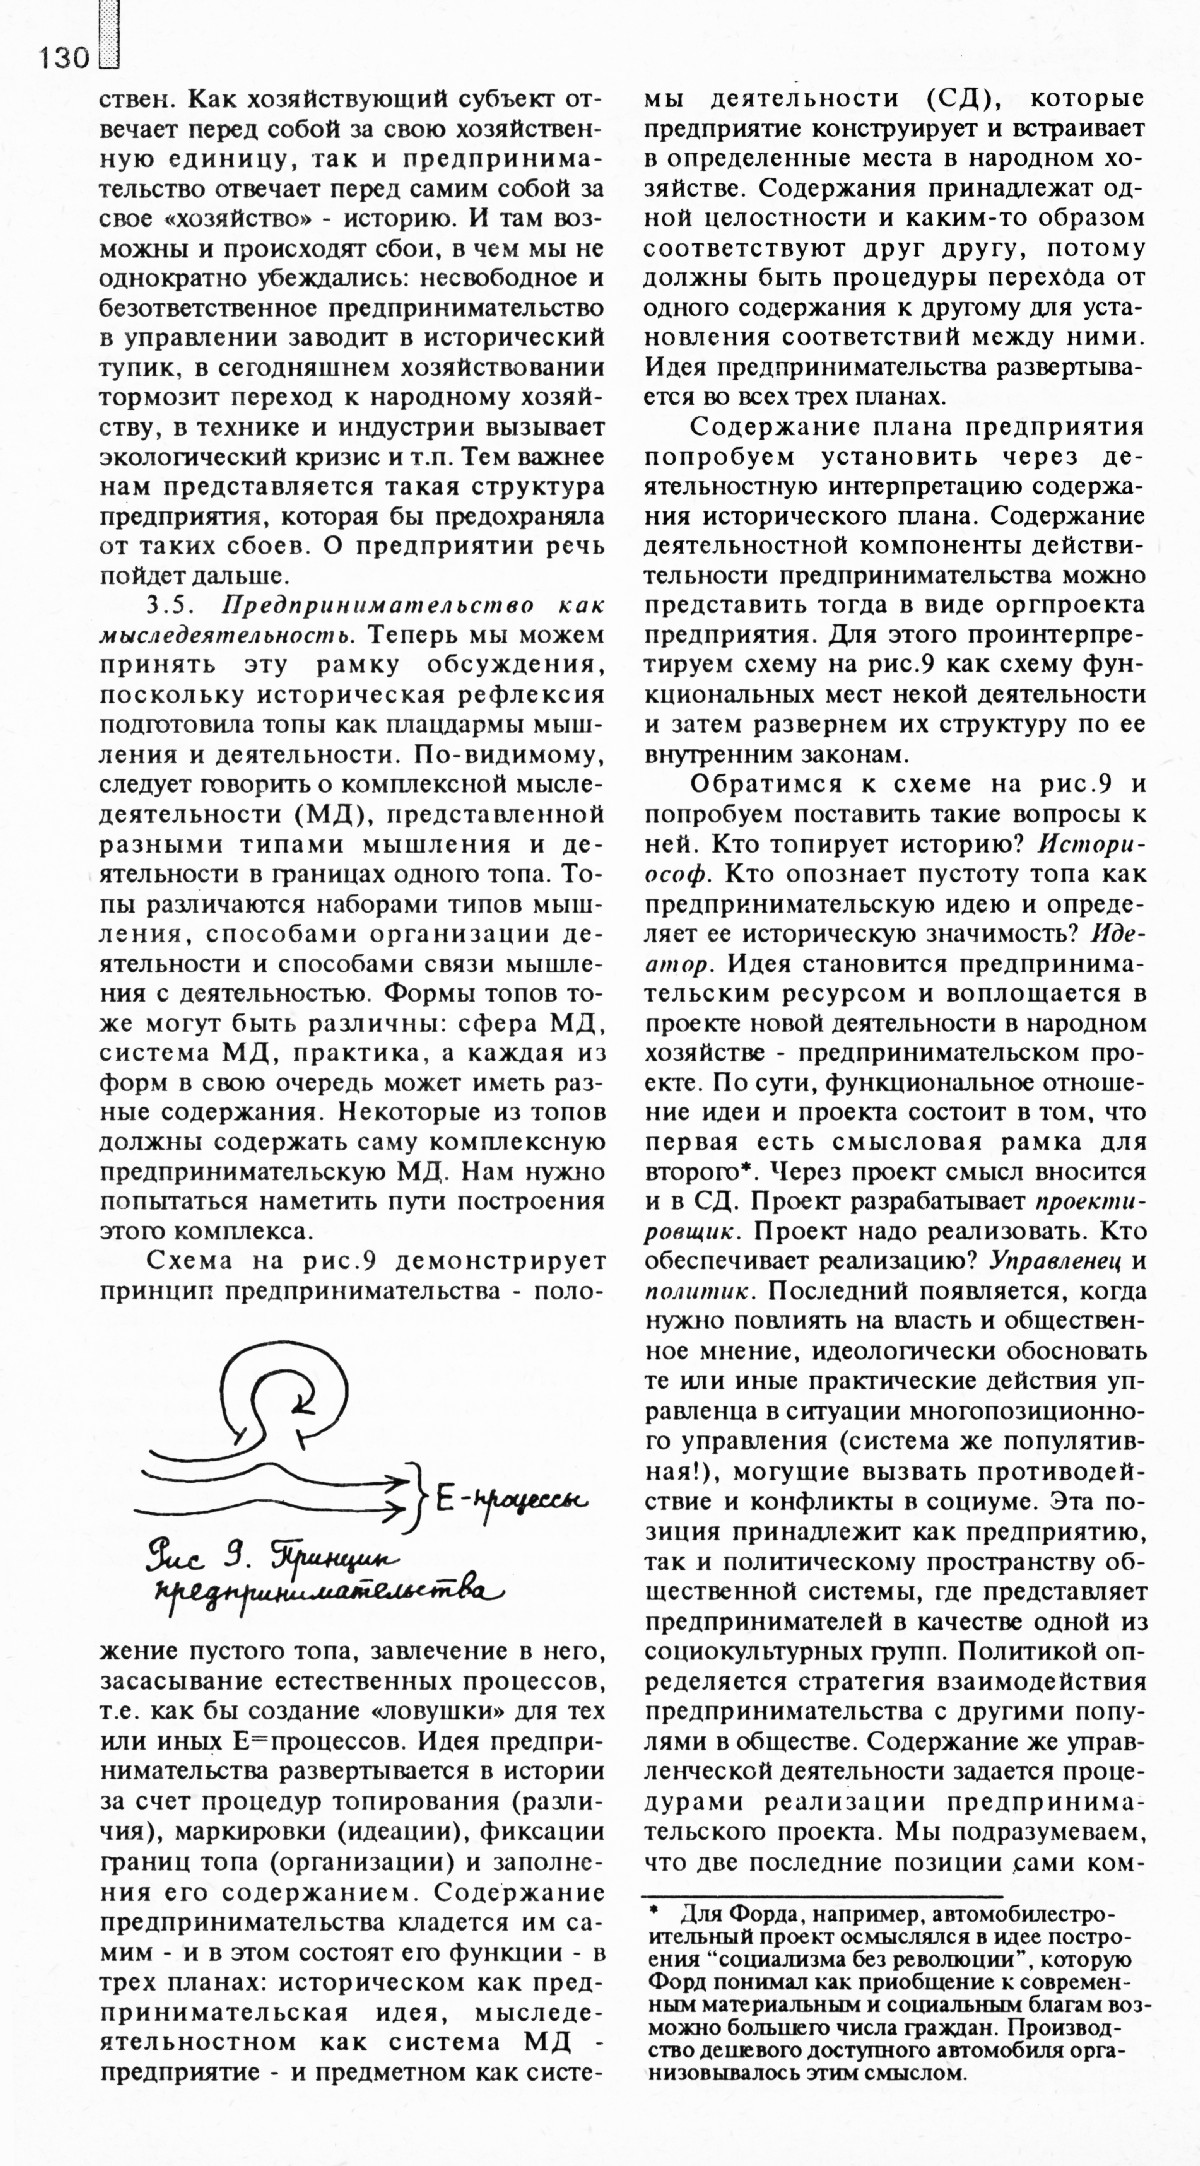 130
ствен. Как хозяйствующий субъект от-
вечает перед собой за свою хозяйствен-
ную единицу, так и предпринима-
тельство отвечает перед самим собой за
свое «хозяйство» - историю. И там воз-
можны и происходят сбои, в чем мы не
однократно убеждались: несвободное и
безответственное предпринимательство
в управлении заводит в исторический
тупик, в сегодняшнем хозяйствовании
тормозит переход к народному хозяй-
ству, в технике и индустрии вызывает
экологический кризис и т.п. Тем важнее
нам представляется такая структура
предприятия, которая бы предохраняла
от таких сбоев. О предприятии речь
пойдет дальше.
3.5. Предпринимательство как
мыследеятельность. Теперь мы можем
принять эту рамку обсуждения,
поскольку историческая рефлексия
подготовила топы как плацдармы мыш-
ления и деятельности. По-видимому,
следует говорить о комплексной мысле-
деятельности (МД), представленной
разными типами мышления и де-
ятельности в границах одного топа. То-
пы различаются наборами типов мыш-
ления, способами организации де-
ятельности и способами связи мышле-
ния с деятельностью. Формы топов то-
же могут быть различны: сфера МД,
система МД, практика, а каждая из
форм в свою очередь может иметь раз-
ные содержания. Некоторые из топов
должны содержать саму комплексную
предпринимательскую МД. Нам нужно
попытаться наметить пути построения
этого комплекса.
Схема на рис.9 демонстрирует
принцип предпринимательства - поло-
Е-процессы
Рис 9. Принцип
предпринимательства
жение пустого топа, завлечение в него,
засасывание естественных процессов,
т.е. как бы создание «ловушки» для тех
или иных Е=процессов. Идея предпри-
нимательства развертывается в истории
за счет процедур топирования (разли-
чия), маркировки (идеации), фиксации
границ топа (организации) и заполне-
ния его содержанием. Содержание
предпринимательства кладется им са-
мим - и в этом состоят его функции - в
трех планах: историческом как пред-
принимательская идея, мыследе-
ятельностном как система МД -
предприятие - и предметном как систе-
мы деятельности (СД), которые
предприятие конструирует и встраивает
в определенные места в народном хо-
зяйстве. Содержания принадлежат од-
ной целостности и каким-то образом
соответствуют друг другу, потому
должны быть процедуры перехода от
одного содержания к другому для уста-
новления соответствий между ними.
Идея предпринимательства развертыва-
ется во всех трех планах.
Содержание плана предприятия
попробуем установить через де-
ятельностную интерпретацию содержа-
ния исторического плана. Содержание
деятельностной компоненты действи-
тельности предпринимательства можно
представить тогда в виде оргпроекта
предприятия. Для этого проинтерпре-
тируем схему на рис.9 как схему фун-
кциональных мест некой деятельности
и затем развернем их структуру по ее
внутренним законам.
Обратимся к схеме на рис.9 и
попробуем поставить такие вопросы к
ней. Кто топирует историю? Истори-
ософ. Кто опознает пустоту топа как
предпринимательскую идею и опреде-
ляет ее историческую значимость? Иде-
атор. Идея становится предпринима-
тельским ресурсом и воплощается в
проекте новой деятельности в народном
хозяйстве - предпринимательском про-
екте. По сути, функциональное отноше-
ние идеи и проекта состоит в том, что
первая есть смысловая рамка для
второго*. Через проект смысл вносится
и в СД. Проект разрабатывает проекти-
ровщик. Проект надо реализовать. Кто
обеспечивает реализацию? Управленец и
политик. Последний появляется, когда
нужно повлиять на власть и обществен-
ное мнение, идеологически обосновать
те или иные практические действия уп-
равленца в ситуации многопозиционно-
го управления (система же популятив-
ная!), могущие вызвать противодей-
ствие и конфликты в социуме. Эта по-
зиция принадлежит как предприятию,
так и политическому пространству об-
щественной системы, где представляет
предпринимателей в качестве одной из
социокультурных групп. Политикой оп-
ределяется стратегия взаимодействия
предпринимательства с другими попу-
лями в обществе. Содержание же управ-
ленческой деятельности задается проце-
дурами реализации предпринима-
тельского проекта. Мы подразумеваем,
что две последние позиции сами ком-
* Для Форда, например, автомобилестро-
ительный проект осмыслялся в идее постро-
ения “социализма без революции”, которую
Форд понимал как приобщение к современ-
ным материальным и социальным благам воз-
можно большего числа граждан. Производ-
ство дешевого доступного автомобиля орга-
низовывалось этим смыслом.